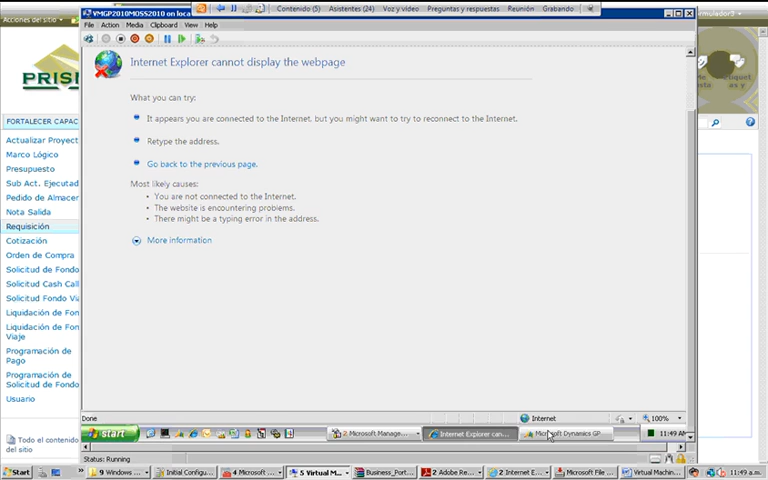 Acciones del sitio
VMGP2010MOSS2010 on loca
Contenido (5) Asistentes (24) Voz y video Preguntas y respuestas Reunión Grabando
File Action Media Clipboard View Help
PRISM
Internet Explorer cannot display the webpage
What you can try:
It appears you are connected to the Internet, but you might want to try to reconnect to the Internet.
Retype the address.
Go back to the previous page.
Most likely causes:
• You are not connected to the Internet.
• The website is encountering problems.
• There might be a typing error in the address.
More information
FORTALECER CAPAC
Actualizar Proyect
Marco Lógico
Presupuesto
Sub Act. Ejecutad
Pedido de Almacer
Nota Salida
Requisición
Cotización
Orden de Compra
Solicitud de Fondo
Solicitud Cash Call
Solicitud Fondo Via
Liquidación de Fon
Liquidación de Fon
Viaje
Programación de
Pago
Programación de
Solicitud de Fondo
Usuario
Todo el contenido
del sitio
Done Internet 100%
Start 2 Microsoft Manage... Internet Explorer can... Microsoft Dynamics GP 11:49 AM
Status: Running
Start 9 Windows ... Initial Configu... 4 Microsoft ... 5 Virtual M... Business_Port... 2 Adobe Re... 2 Internet E... Microsoft File ... Virtual Machin... 11:49 a.m.